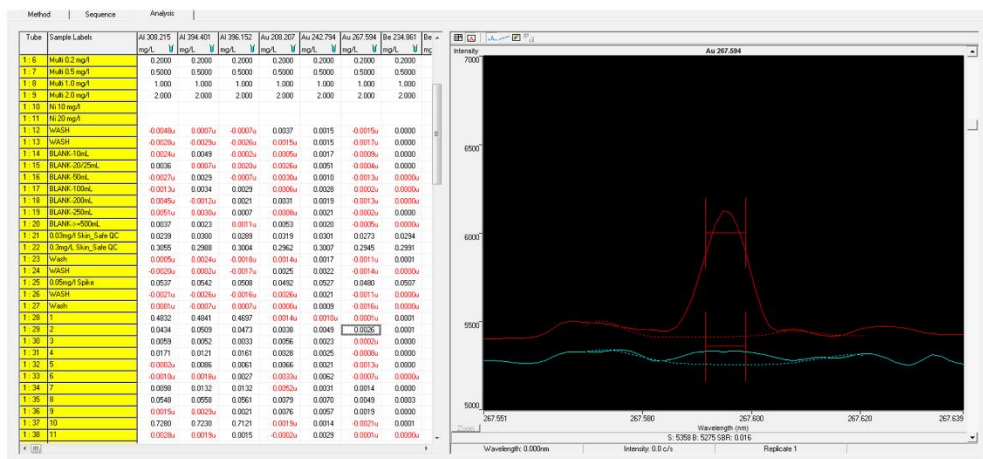 Method Sequence Analysis
Tube Sample Labels Al 308.215 Al 394.401 Al 396.152 Au 208.207 Au 242.794 Au 267.594 Be 234.861 Be
mg/L mg/L mg/L mg/L mg/L mg/L mg/L
1 : 6 Multi 0.2 mg/l 0.2000 0.2000 0.2000 0.2000 0.2000 0.2000 0.2000
1 : 7 Multi 0.5 mg/l 0.5000 0.5000 0.5000 0.5000 0.5000 0.5000 0.5000
1 : 8 Multi 1.0 mg/l 1.000 1.000 1.000 1.000 1.000 1.000 1.000
1 : 9 Multi 2.0 mg/l 2.000 2.000 2.000 2.000 2.000 2.000 2.000
1 : 10 Ni 10 mg/l
1 : 11 Ni 20 mg/l
1 : 12 WASH -0.0048u 0.0007u -0.0007u 0.0037 0.0015 -0.0015u 0.0000
1 : 13 WASH -0.0028u -0.0029u -0.0026u 0.0015u 0.0015 -0.0017u 0.0000
1 : 14 BLANK-10mL 0.0024u 0.0049 -0.0002u 0.0005u 0.0017 -0.0009u 0.0000
1 : 15 BLANK-20/25mL 0.0036 0.0007u 0.0020u 0.0026u 0.0051 -0.0004u 0.0000
1 : 16 BLANK-50mL -0.0027u 0.0029 -0.0007u 0.0030u 0.0010 -0.0013u 0.0000u
1 : 17 BLANK-100mL -0.0013u 0.0034 0.0029 0.0006u 0.0028 0.0002u 0.0000u
1 : 18 BLANK-200mL 0.0045u -0.0012u 0.0021 0.0031 0.0019 -0.0013u 0.0000u
1 : 19 BLANK-250mL 0.0051u 0.0030u 0.0007 0.0008u 0.0021 -0.0002u 0.0000
1 : 20 BLANK->=500mL 0.0037 0.0023 0.0011u 0.0053 0.0020 -0.0005u 0.0000u
1 : 21 0.03mg/l Skin_Safe QC 0.0239 0.0300 0.0289 0.0319 0.0301 0.0273 0.0294
1 : 22 0.3mg/L Skin_Safe QC 0.3055 0.2988 0.3004 0.2962 0.3007 0.2945 0.2991
1 : 23 Wash 0.0005u 0.0024u -0.0018u 0.0014u 0.0017 -0.0011u 0.0001
1 : 24 WASH -0.0020u 0.0002u -0.0017u 0.0025 0.0022 -0.0014u 0.0000u
1 : 25 0.05mg/l Spike 0.0537 0.0542 0.0508 0.0492 0.0527 0.0480 0.0507
1 : 26 WASH -0.0021u -0.0026u -0.0016u 0.0026u 0.0021 -0.0011u 0.0000u
1 : 27 Wash 0.0001u -0.0007u 0.0007u 0.0000u 0.0009 -0.0016u 0.0000u
1 : 28 1 0.4832 0.4841 0.4697 0.0014u 0.0010u 0.0001u 0.0001
1 : 29 2 0.0434 0.0509 0.0473 0.0038 0.0049 0.0026 0.0001
1 : 30 3 0.0059 0.0052 0.0033 0.0056 0.0023 0.0002u 0.0000
1 : 31 4 0.0171 0.0121 0.0161 0.0028 0.0025 -0.0008u 0.0000
1 : 32 5 -0.0002u 0.0086 0.0061 0.0066 0.0021 -0.0013u 0.0000
1 : 33 6 -0.0010u 0.0018u 0.0027 0.0033u 0.0062 -0.0007u 0.0000u
1 : 34 7 0.0098 0.0132 0.0132 0.0052u 0.0031 0.0014 0.0000
1 : 35 8 0.0548 0.0558 0.0561 0.0079 0.0070 0.0049 0.0003
1 : 36 9 0.0015u 0.0029u 0.0021 0.0076 0.0057 0.0019 0.0000
1 : 37 10 0.7280 0.7230 0.7121 0.0019u 0.0014 -0.0021u 0.0001
1 : 38 11 0.0028u 0.0019u 0.0015 -0.0002u 0.0029 0.0001u 0.0000u
Intensity Au 267.594
7000
6500
6000
5500
5000
267.551 267.580 267.600 267.620 267.639
Zoom Wavelength (nm)
S: 5358 B: 5275 SBR: 0.016
Wavelength: 0.000nm Intensity: 0.0 c/s Replicate 1